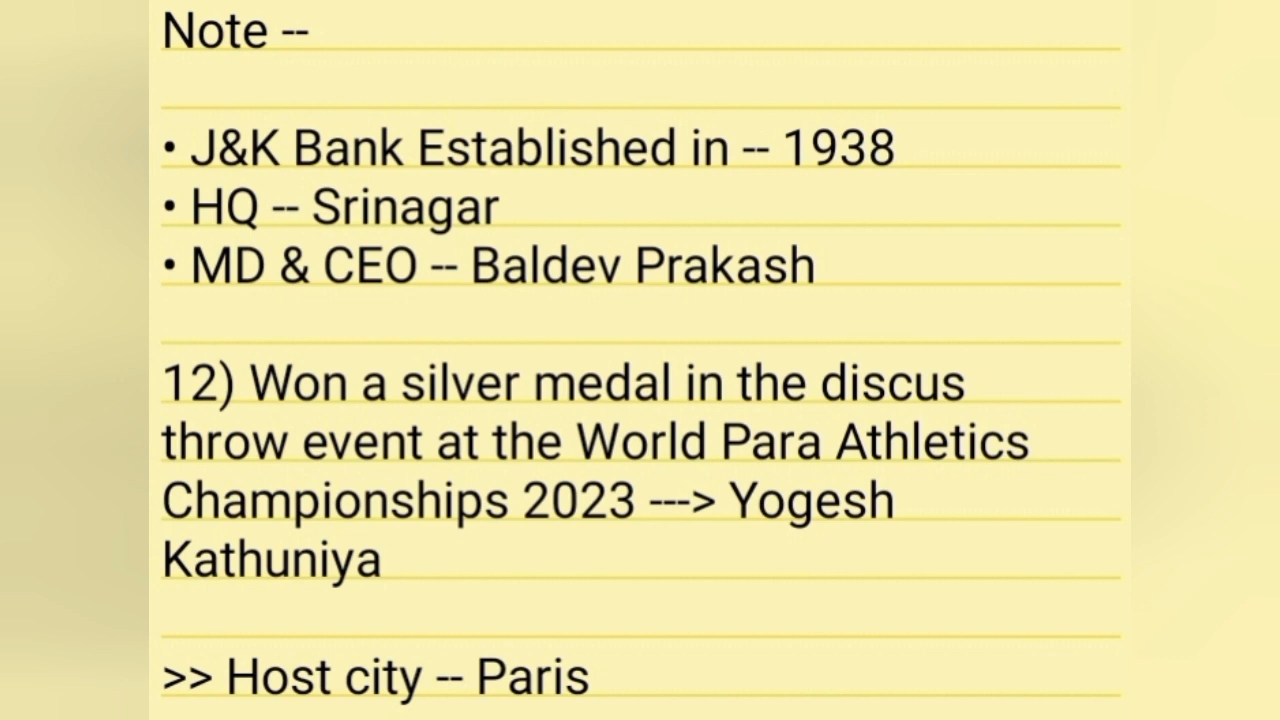 Note --
• J&K Bank Established in -- 1938
• HQ -- Srinagar
• MD & CEO -- Baldev Prakash
12) Won a silver medal in the discus
throw event at the World Para Athletics
Championships 2023 ---> Yogesh
Kathuniya
>> Host city -- Paris